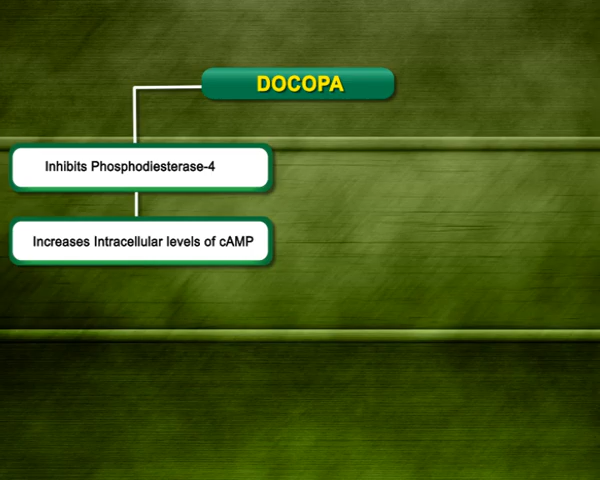 DOCOPA
Inhibits Phosphodiesterase-4
Increases Intracellular levels of cAMP